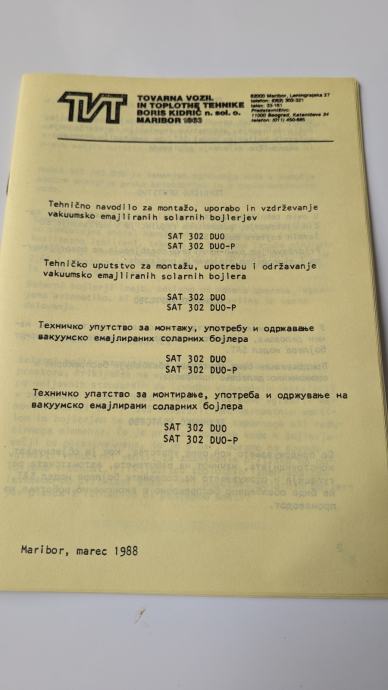 TVT
TOVARNA VOZIL
IN TOPLOTNE TEHNIKE
BORIS KIDRIČ n. sol. o.
MARIBOR
62000 Maribor, Leningrajska 27
Predstavništvo:
11000 Beograd,
Tehnično navodilo za montažo, uporabo in vzdrževanje
vakuumsko emajliranih solarnih bojlerjev
SAT 302 DUO
SAT 302 DUO-P
Tehničko uputstvo za montažu, upotrebu i održavanje
vakuumsko emajliranih solarnih bojlera
SAT 302 DUO
SAT 302 DUO-P
Техничко упутство за монтажу, употребу и одржавање
вакуумско емајлираних соларних бојлера
SAT 302 DUO
SAT 302 DUO-P
Техничко упатство за монтирање, употреба и одржување на
вакуумско емајлирани соларних бојлера
SAT 302 DUO
SAT 302 DUO-P
Maribor, marec 1988